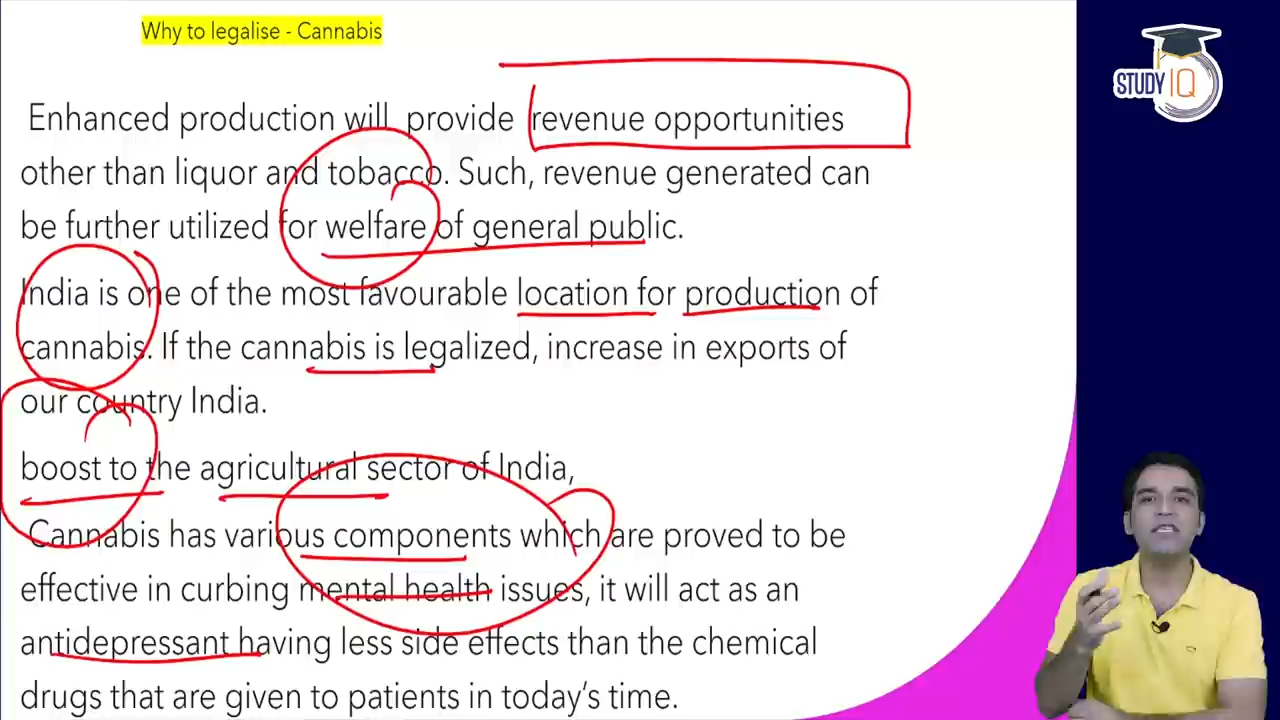 Why to legalise - Cannabis
STUDY IQ
Enhanced production will provide revenue opportunities
other than liquor and tobacco. Such, revenue generated can
be further utilized for welfare of general public.
India is one of the most favourable location for production of
cannabis. If the cannabis is legalized, increase in exports of
our country India.
boost to the agricultural sector of India,
Cannabis has various components which are proved to be
effective in curbing mental health issues, it will act as an
antidepressant having less side effects than the chemical
drugs that are given to patients in today's time.